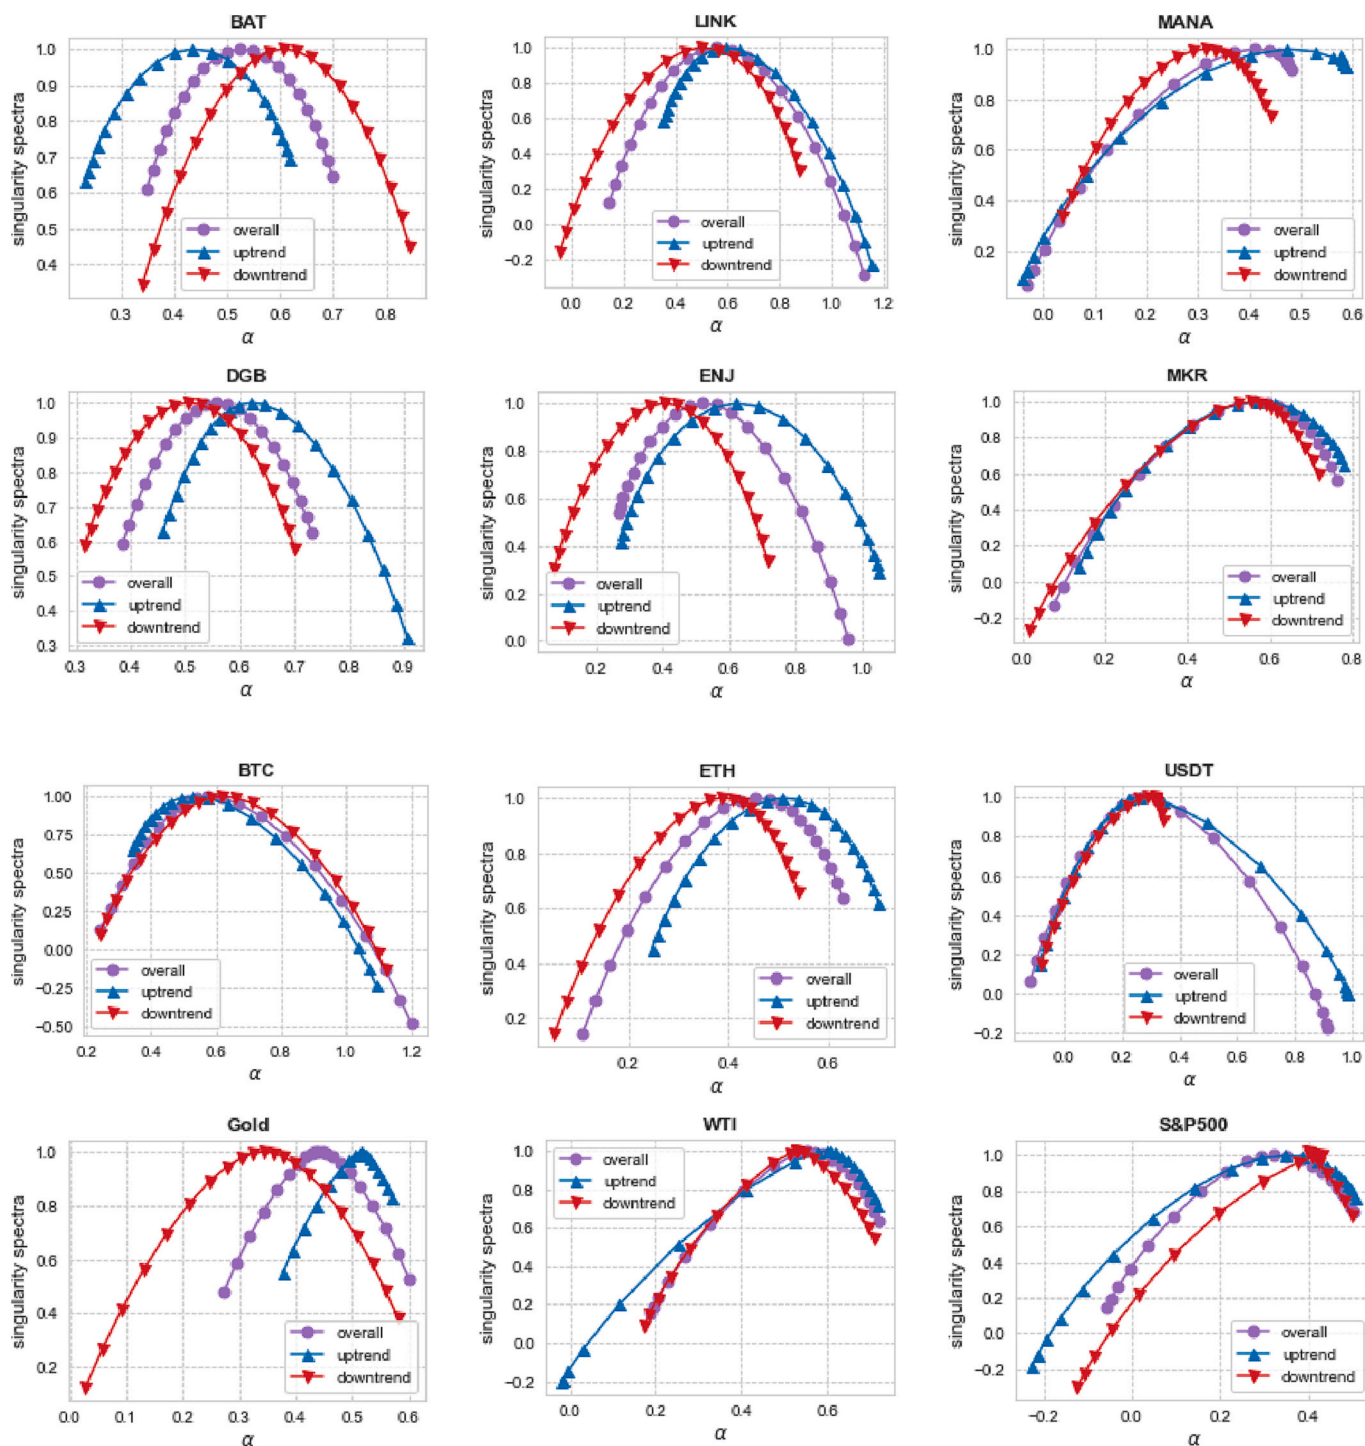 BAT
singularity spectra
1.0
0.9
0.8
0.7
0.6
0.5
0.4
overall
uptrend
downtrend
0.3 0.4 0.5 0.6 0.7 0.8
α
LINK
singularity spectra
1.0
0.8
0.6
0.4
0.2
0.0
−0.2
overall
uptrend
downtrend
0.0 0.2 0.4 0.6 0.8 1.0 1.2
α
MANA
singularity spectra
1.0
0.8
0.6
0.4
0.2
overall
uptrend
downtrend
0.0 0.1 0.2 0.3 0.4 0.5 0.6
α
DGB
singularity spectra
1.0
0.9
0.8
0.7
0.6
0.5
0.4
0.3
overall
uptrend
downtrend
0.3 0.4 0.5 0.6 0.7 0.8 0.9
α
ENJ
singularity spectra
1.0
0.8
0.6
0.4
0.2
0.0
overall
uptrend
downtrend
0.2 0.4 0.6 0.8 1.0
α
MKR
singularity spectra
1.0
0.8
0.6
0.4
0.2
0.0
−0.2
overall
uptrend
downtrend
0.0 0.2 0.4 0.6 0.8
α
BTC
singularity spectra
1.00
0.75
0.50
0.25
0.00
−0.25
−0.50
overall
uptrend
downtrend
0.2 0.4 0.6 0.8 1.0 1.2
α
ETH
singularity spectra
1.0
0.8
0.6
0.4
0.2
overall
uptrend
downtrend
0.2 0.4 0.6
α
USDT
singularity spectra
1.0
0.8
0.6
0.4
0.2
0.0
−0.2
overall
uptrend
downtrend
0.0 0.2 0.4 0.6 0.8 1.0
α
Gold
singularity spectra
1.0
0.8
0.6
0.4
0.2
overall
uptrend
downtrend
0.0 0.1 0.2 0.3 0.4 0.5 0.6
α
WTI
singularity spectra
1.0
0.8
0.6
0.4
0.2
0.0
−0.2
overall
uptrend
downtrend
0.0 0.2 0.4 0.6
α
S&P500
singularity spectra
1.0
0.8
0.6
0.4
0.2
0.0
−0.2
overall
uptrend
downtrend
−0.2 0.0 0.2 0.4
α